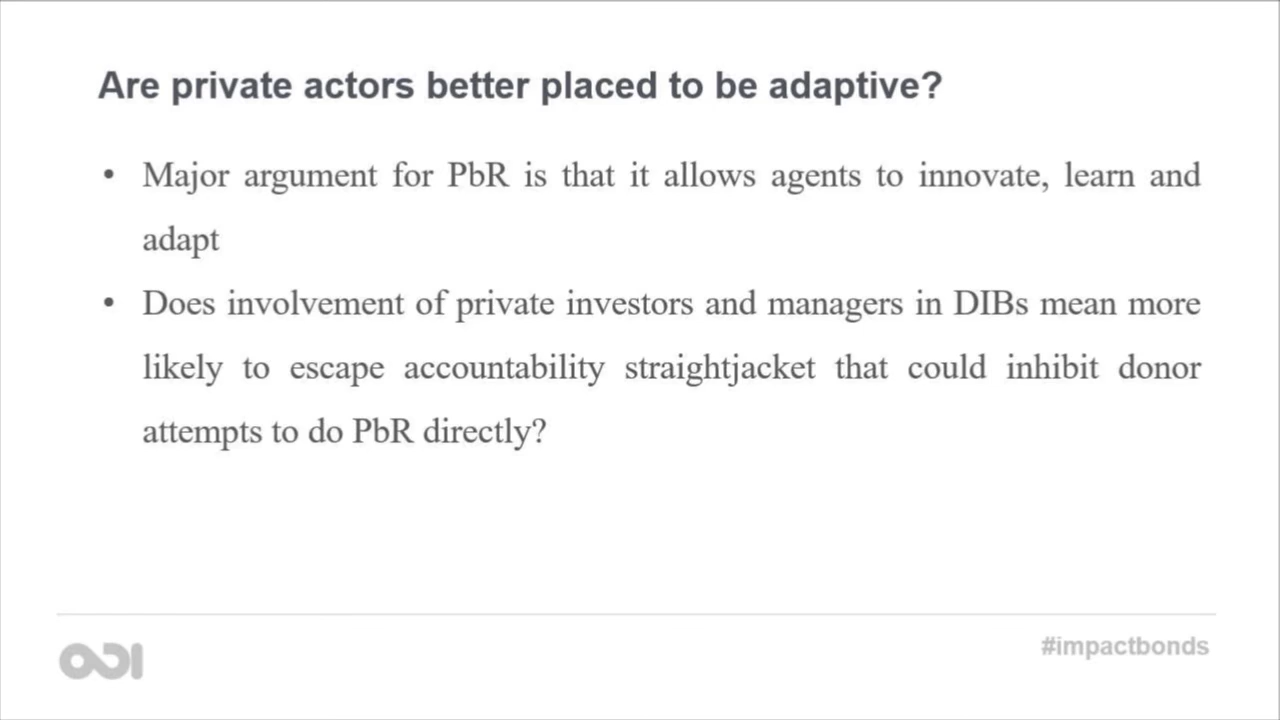 Are private actors better placed to be adaptive?
• Major argument for PbR is that it allows agents to innovate, learn and
adapt
• Does involvement of private investors and managers in DIBs mean more
likely to escape accountability straightjacket that could inhibit donor
attempts to do PbR directly?
#impactbonds
ODI